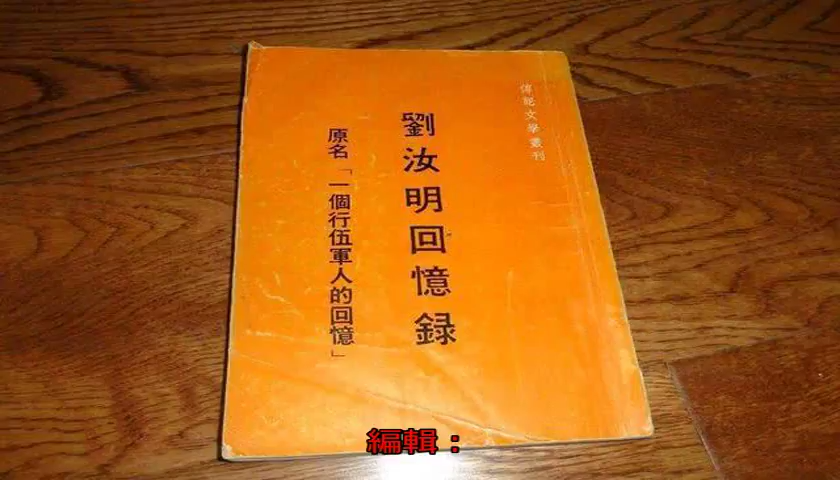 傳記文學叢刊
劉汝明回憶録
原名「一個行伍軍人的回憶」
編輯：